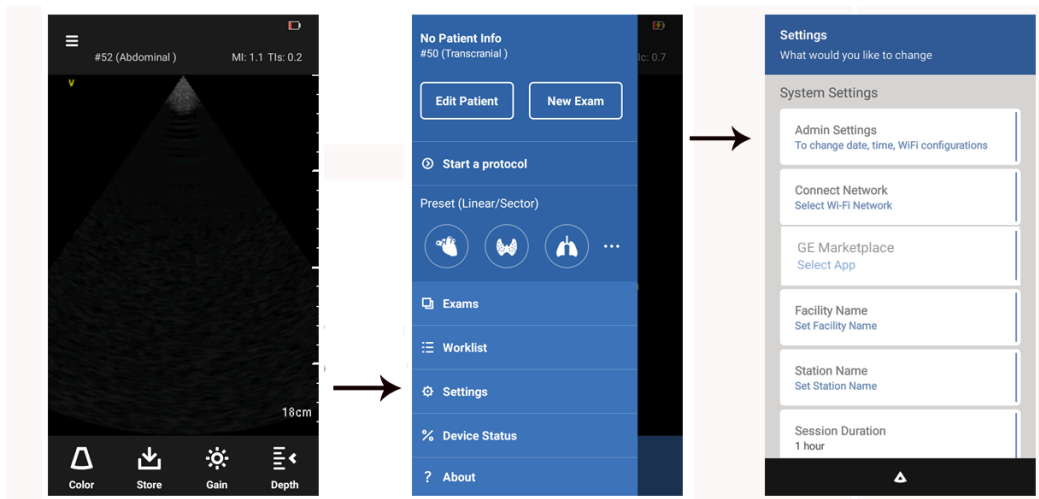 #52 (Abdominal )
MI: 1.1 TIs: 0.2
V
18cm
Color
Store
Gain
Depth
No Patient Info
#50 (Transcranial )
Ic: 0.7
Edit Patient
New Exam
Start a protocol
Preset (Linear/Sector)
Exams
Worklist
Settings
Device Status
? About
Settings
What would you like to change
System Settings
Admin Settings
To change date, time, WiFi configurations
Connect Network
Select Wi-Fi Network
GE Marketplace
Select App
Facility Name
Set Facility Name
Station Name
Set Station Name
Session Duration
1 hour